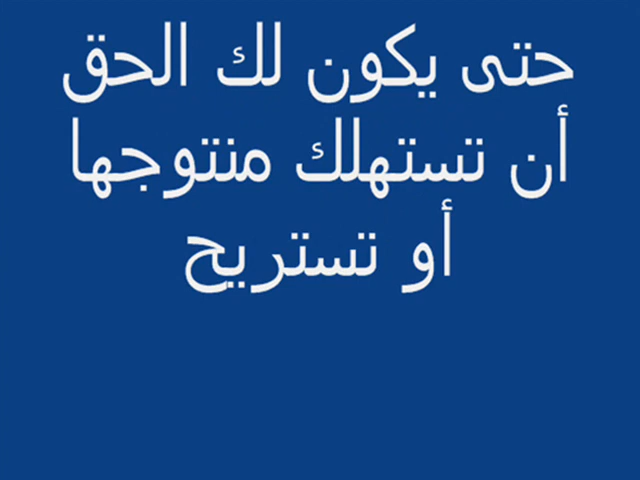 حتى يكون لك الحق
أن تستهلك منتوجها
أو تستريح